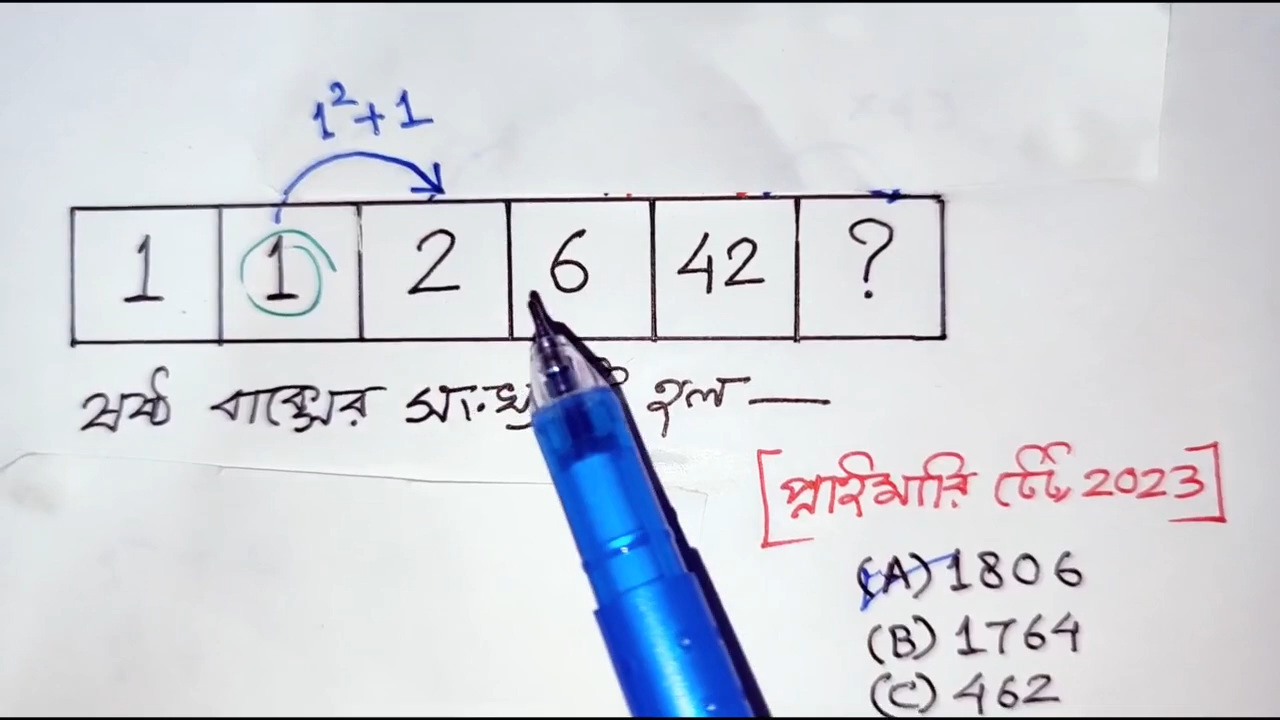 1²+1
1 1 2 6 42 ?
ষষ্ঠ বাক্সের হল —
[প্রাইমারি টেট 2023]
(A) 1806
(B) 1764
(C) 462